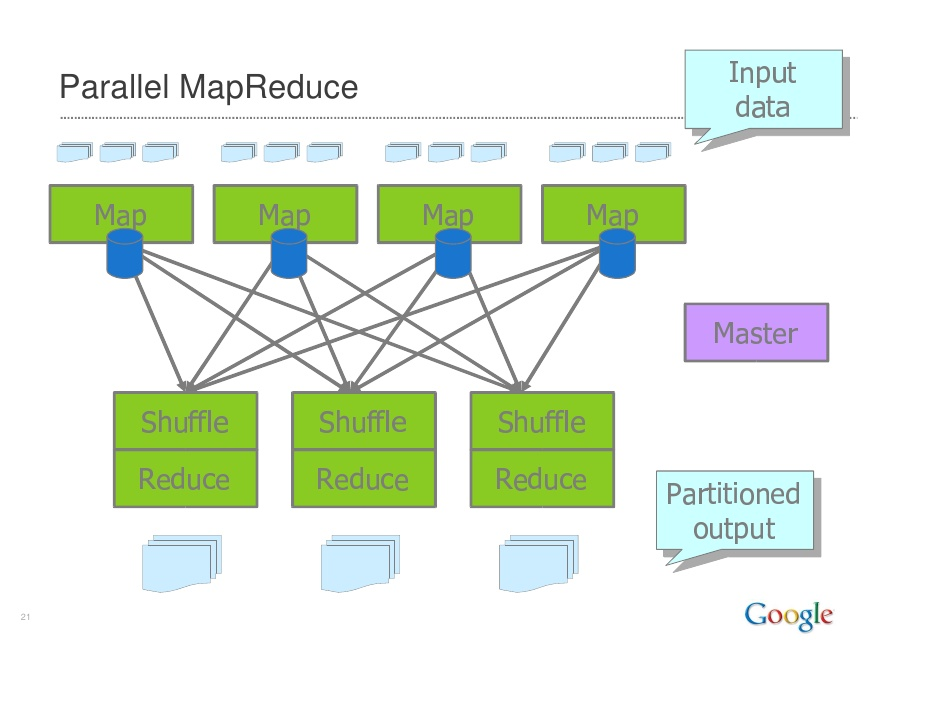 Parallel MapReduce
Input
data
Map
Map
Map
Map
Master
Shuffle
Shuffle
Shuffle
Reduce
Reduce
Reduce
Partitioned
output
21
Google